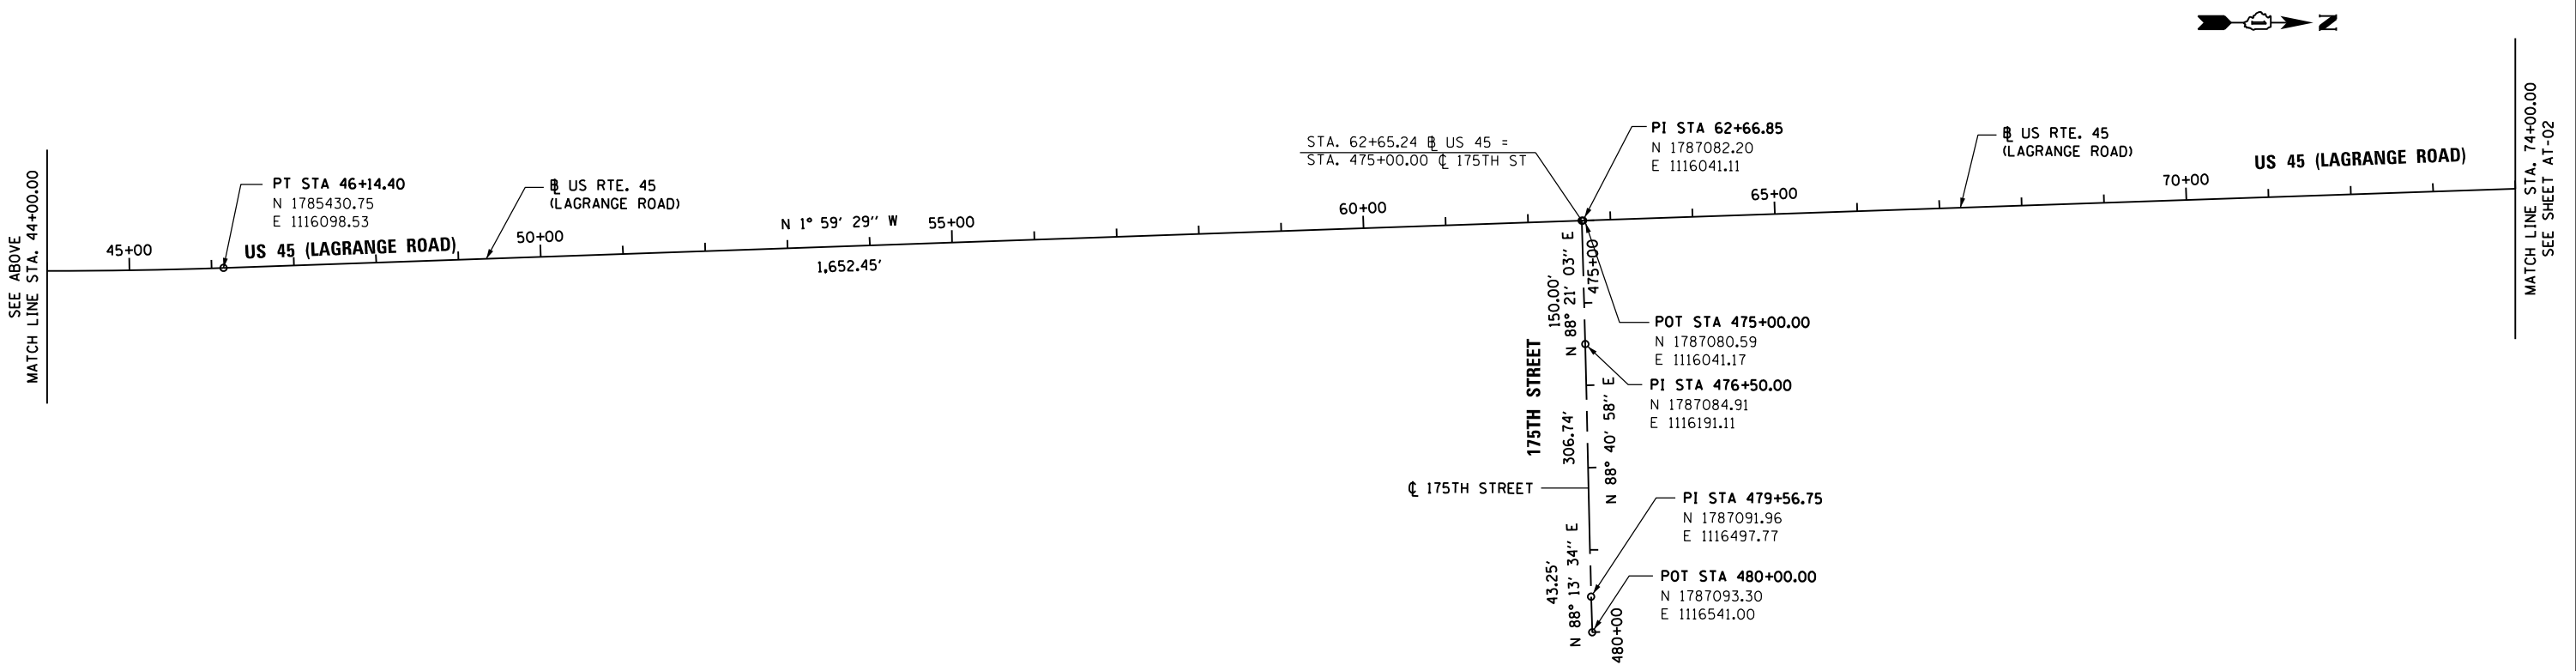 N
SEE ABOVE
MATCH LINE STA. 44+00.00
45+00
PT STA 46+14.40
N 1785430.75
E 1116098.53
US 45 (LAGRANGE ROAD)
50+00
℄ US RTE. 45
(LAGRANGE ROAD)
N 1° 59' 29" W
1,652.45'
55+00
60+00
STA. 62+65.24 ℄ US 45 =
STA. 475+00.00 ℄ 175TH ST
PI STA 62+66.85
N 1787082.20
E 1116041.11
65+00
℄ US RTE. 45
(LAGRANGE ROAD)
70+00
US 45 (LAGRANGE ROAD)
MATCH LINE STA. 74+00.00
SEE SHEET AT-02
150.00'
N 88° 21' 03" E
475+00
POT STA 475+00.00
N 1787080.59
E 1116041.17
PI STA 476+50.00
N 1787084.91
E 1116191.11
175TH STREET
306.74'
N 88° 40' 58" E
℄ 175TH STREET
PI STA 479+56.75
N 1787091.96
E 1116497.77
43.25'
N 88° 13' 34" E
480+00
POT STA 480+00.00
N 1787093.30
E 1116541.00